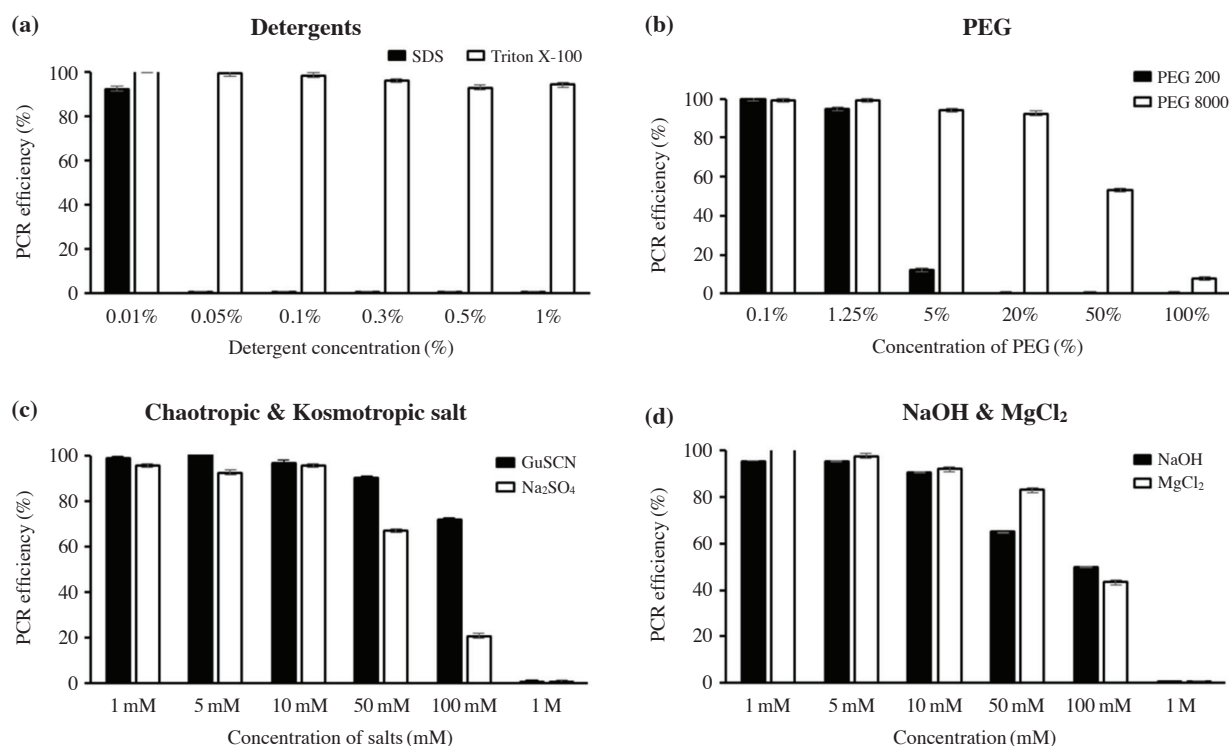 (a)
Detergents
SDS
Triton X-100
PCR efficiency (%)
100
80
60
40
20
0
0.01% 0.05% 0.1% 0.3% 0.5% 1%
Detergent concentration (%)
(b)
PEG
PEG 200
PEG 8000
PCR efficiency (%)
100
80
60
40
20
0
0.1% 1.25% 5% 20% 50% 100%
Concentration of PEG (%)
(c)
Chaotropic & Kosmotropic salt
GuSCN
Na₂SO₄
PCR efficiency (%)
100
80
60
40
20
0
1 mM 5 mM 10 mM 50 mM 100 mM 1 M
Concentration of salts (mM)
(d)
NaOH & MgCl₂
NaOH
MgCl₂
PCR efficiency (%)
100
80
60
40
20
0
1 mM 5 mM 10 mM 50 mM 100 mM 1 M
Concentration (mM)